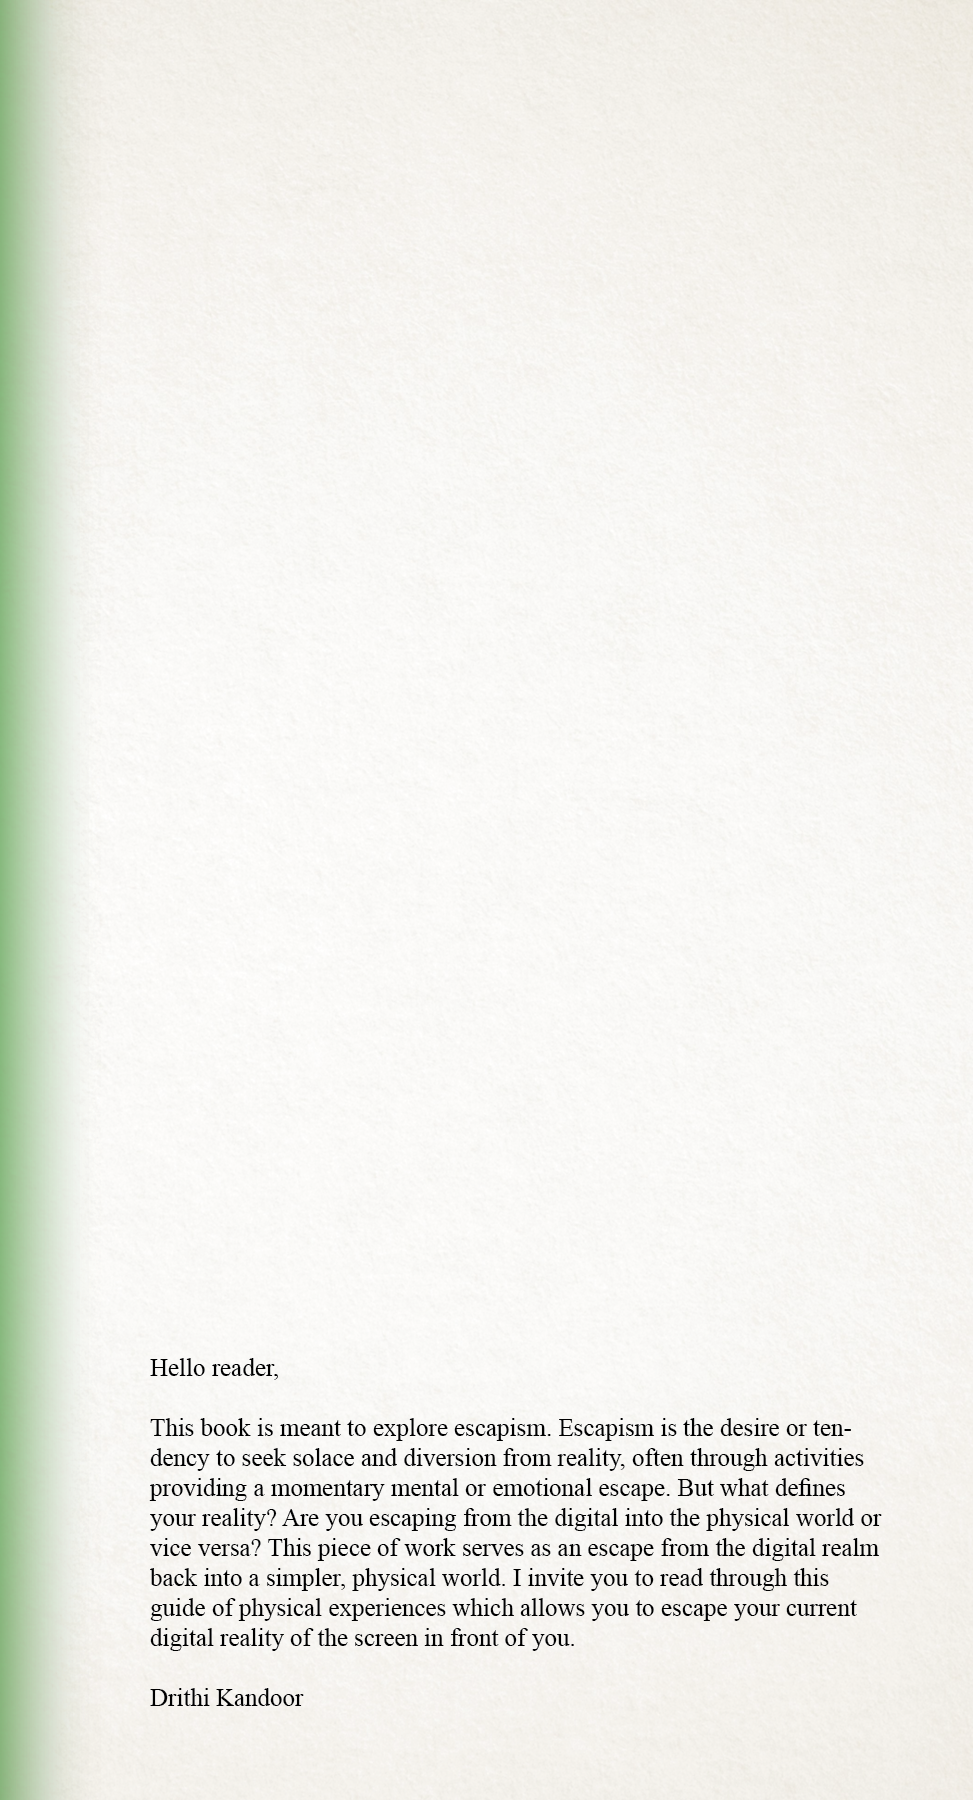 Hello reader,
This book is meant to explore escapism. Escapism is the desire or ten-
dency to seek solace and diversion from reality, often through activities
providing a momentary mental or emotional escape. But what defines
your reality? Are you escaping from the digital into the physical world or
vice versa? This piece of work serves as an escape from the digital realm
back into a simpler, physical world. I invite you to read through this
guide of physical experiences which allows you to escape your current
digital reality of the screen in front of you.
Drithi Kandoor